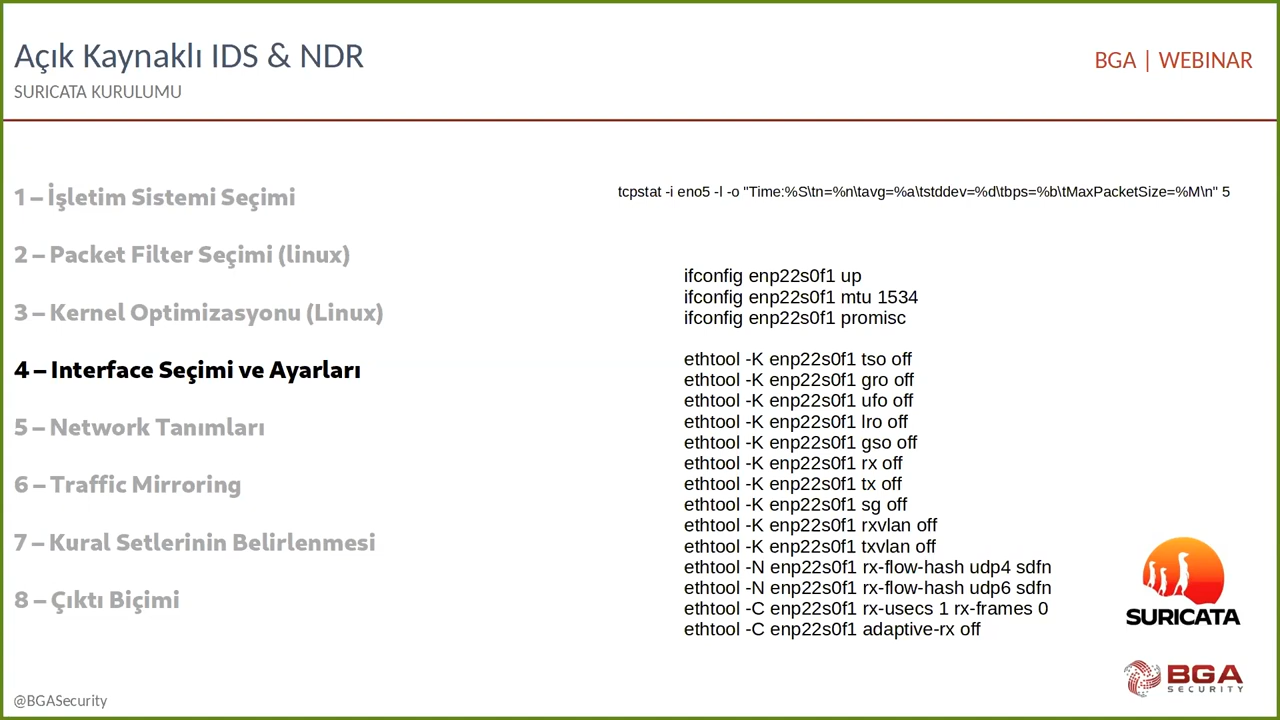 Açık Kaynaklı IDS & NDR
SURICATA KURULUMU
BGA | WEBINAR
1 – İşletim Sistemi Seçimi
2 – Packet Filter Seçimi (linux)
3 – Kernel Optimizasyonu (Linux)
4 – Interface Seçimi ve Ayarları
5 – Network Tanımları
6 – Traffic Mirroring
7 – Kural Setlerinin Belirlenmesi
8 – Çıktı Biçimi
tcpstat -i eno5 -l -o "Time:%S\tn=%n\tavg=%a\tstddev=%d\tbps=%b\tMaxPacketSize=%M\n" 5
ifconfig enp22s0f1 up
ifconfig enp22s0f1 mtu 1534
ifconfig enp22s0f1 promisc
ethtool -K enp22s0f1 tso off
ethtool -K enp22s0f1 gro off
ethtool -K enp22s0f1 ufo off
ethtool -K enp22s0f1 lro off
ethtool -K enp22s0f1 gso off
ethtool -K enp22s0f1 rx off
ethtool -K enp22s0f1 tx off
ethtool -K enp22s0f1 sg off
ethtool -K enp22s0f1 rxvlan off
ethtool -K enp22s0f1 txvlan off
ethtool -N enp22s0f1 rx-flow-hash udp4 sdfn
ethtool -N enp22s0f1 rx-flow-hash udp6 sdfn
ethtool -C enp22s0f1 rx-usecs 1 rx-frames 0
ethtool -C enp22s0f1 adaptive-rx off
SURICATA
BGA
SECURITY
@BGASecurity